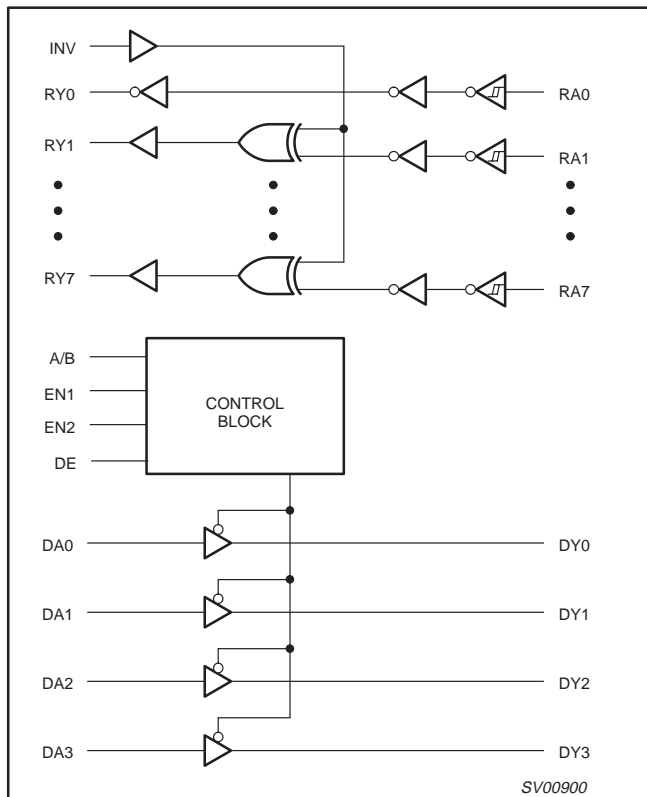 INV
RY0
RA0
RY1
RA1
RY7
RA7
A/B
EN1
EN2
DE
CONTROL
BLOCK
DA0
DY0
DA1
DY1
DA2
DY2
DA3
DY3
SV00900